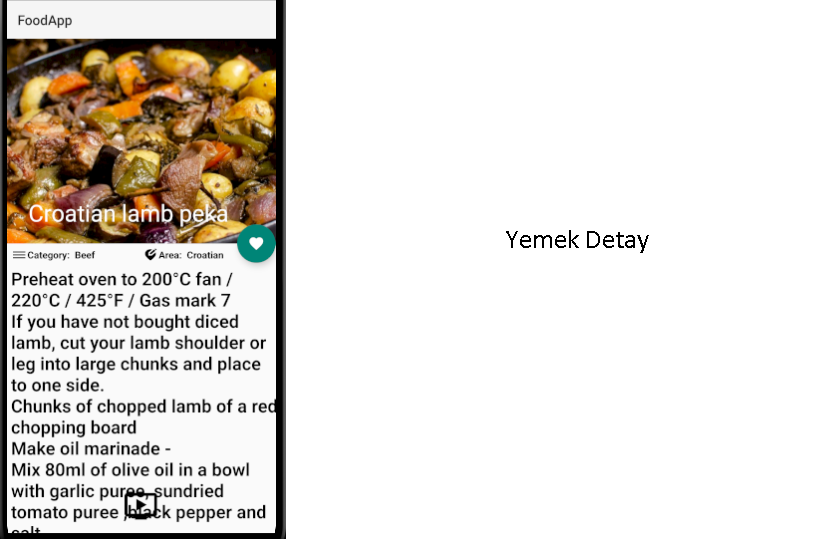 FoodApp
Croatian lamb peka
Category: Beef
Area: Croatian
Preheat oven to 200°C fan /
220°C / 425°F / Gas mark 7
If you have not bought diced
lamb, cut your lamb shoulder or
leg into large chunks and place
to one side.
Chunks of chopped lamb of a red
chopping board
Make oil marinade -
Mix 80ml of olive oil in a bowl
with garlic puree, sundried
tomato puree ,black pepper and
salt
Yemek Detay